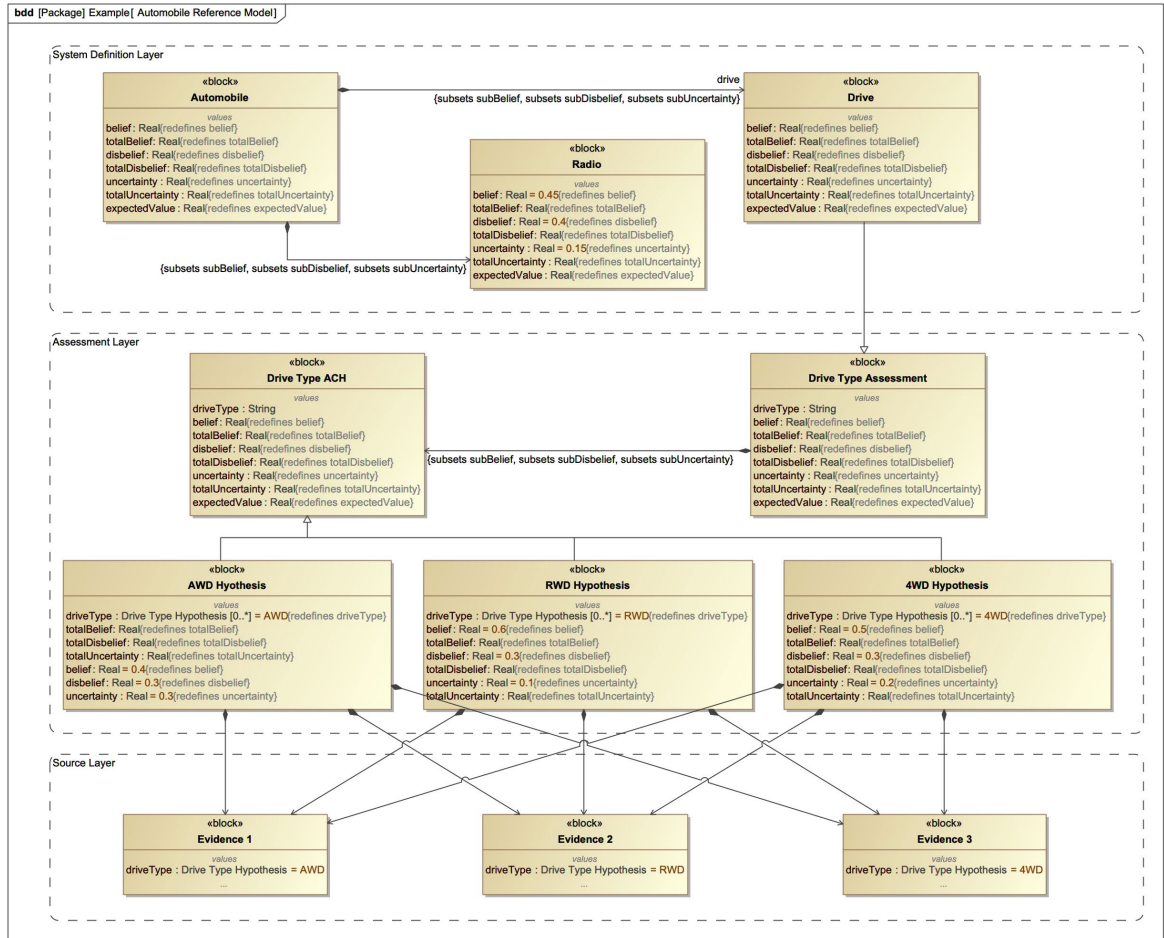 bdd [Package] Example[ Automobile Reference Model]
System Definition Layer
«block»
Automobile
values
belief : Real{redefines belief}
totalBelief : Real{redefines totalBelief}
disbelief : Real{redefines disbelief}
totalDisbelief : Real{redefines totalDisbelief}
uncertainty : Real{redefines uncertainty}
totalUncertainty : Real{redefines totalUncertainty}
expectedValue : Real{redefines expectedValue}
drive
{subsets subBelief, subsets subDisbelief, subsets subUncertainty}
«block»
Drive
values
belief : Real{redefines belief}
totalBelief : Real{redefines totalBelief}
disbelief : Real{redefines disbelief}
totalDisbelief : Real{redefines totalDisbelief}
uncertainty : Real{redefines uncertainty}
totalUncertainty : Real{redefines totalUncertainty}
expectedValue : Real{redefines expectedValue}
«block»
Radio
values
belief : Real = 0.45{redefines belief}
totalBelief : Real{redefines totalBelief}
disbelief : Real = 0.4{redefines disbelief}
totalDisbelief : Real{redefines totalDisbelief}
uncertainty : Real = 0.15{redefines uncertainty}
totalUncertainty : Real{redefines totalUncertainty}
expectedValue : Real{redefines expectedValue}
{subsets subBelief, subsets subDisbelief, subsets subUncertainty}
Assessment Layer
«block»
Drive Type ACH
values
driveType : String
belief : Real{redefines belief}
totalBelief : Real{redefines totalBelief}
disbelief : Real{redefines disbelief}
totalDisbelief : Real{redefines totalDisbelief}
uncertainty : Real{redefines uncertainty}
totalUncertainty : Real{redefines totalUncertainty}
expectedValue : Real{redefines expectedValue}
{subsets subBelief, subsets subDisbelief, subsets subUncertainty}
«block»
Drive Type Assessment
values
driveType : String
belief : Real{redefines belief}
totalBelief : Real{redefines totalBelief}
disbelief : Real{redefines disbelief}
totalDisbelief : Real{redefines totalDisbelief}
uncertainty : Real{redefines uncertainty}
totalUncertainty : Real{redefines totalUncertainty}
expectedValue : Real{redefines expectedValue}
«block»
AWD Hyothesis
values
driveType : Drive Type Hypothesis [0..*] = AWD{redefines driveType}
totalBelief : Real{redefines totalBelief}
totalDisbelief : Real{redefines totalDisbelief}
totalUncertainty : Real{redefines totalUncertainty}
belief : Real = 0.4{redefines belief}
disbelief : Real = 0.3{redefines disbelief}
uncertainty : Real = 0.3{redefines uncertainty}
«block»
RWD Hypothesis
values
driveType : Drive Type Hypothesis [0..*] = RWD{redefines driveType}
belief : Real = 0.6{redefines belief}
totalBelief : Real{redefines totalBelief}
disbelief : Real = 0.3{redefines disbelief}
totalDisbelief : Real{redefines totalDisbelief}
uncertainty : Real = 0.1{redefines uncertainty}
totalUncertainty : Real{redefines totalUncertainty}
«block»
4WD Hypothesis
values
driveType : Drive Type Hypothesis [0..*] = 4WD{redefines driveType}
belief : Real = 0.5{redefines belief}
totalBelief : Real{redefines totalBelief}
disbelief : Real = 0.3{redefines disbelief}
totalDisbelief : Real{redefines totalDisbelief}
uncertainty : Real = 0.2{redefines uncertainty}
totalUncertainty : Real{redefines totalUncertainty}
Source Layer
«block»
Evidence 1
values
driveType : Drive Type Hypothesis = AWD
...
«block»
Evidence 2
values
driveType : Drive Type Hypothesis = RWD
...
«block»
Evidence 3
values
driveType : Drive Type Hypothesis = 4WD
...